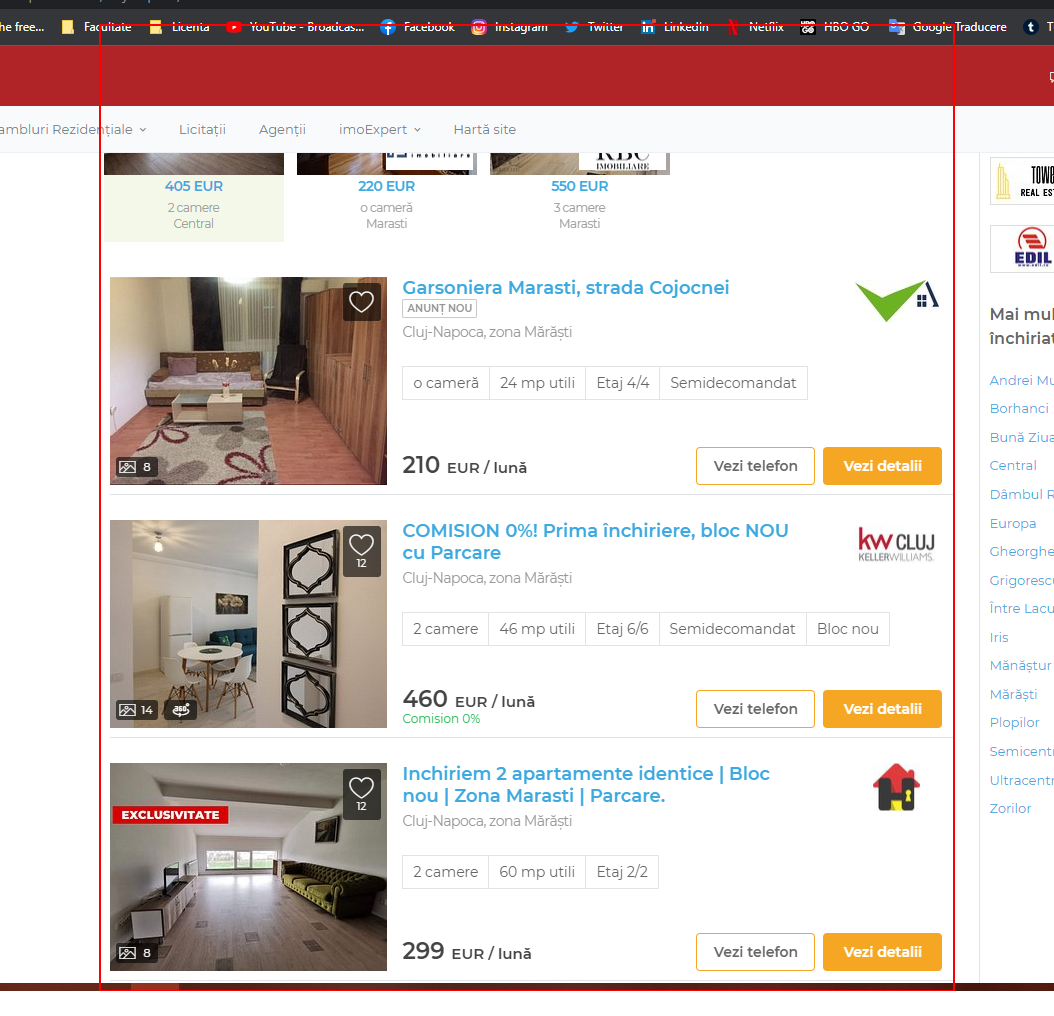 he free...
Facultate
Licenta
YouTube - Broadcas...
Facebook
Instagram
Twitter
LinkedIn
Netflix
HBO GO
Google Traducere
ambluri Rezidențiale
Licitații
Agenții
imoExpert
Hartă site
IMOBILIARE
405 EUR
2 camere
Central
220 EUR
o cameră
Marasti
550 EUR
3 camere
Marasti
Garsoniera Marasti, strada Cojocnei
ANUNȚ NOU
Cluj-Napoca, zona Mărăști
o cameră
24 mp utili
Etaj 4/4
Semidecomandat
8
210 EUR / lună
Vezi telefon
Vezi detalii
COMISION 0%! Prima închiriere, bloc NOU
cu Parcare
12
kw CLUJ
KELLERWILLIAMS.
Cluj-Napoca, zona Mărăști
2 camere
46 mp utili
Etaj 6/6
Semidecomandat
Bloc nou
14
360°
460 EUR / lună
Comision 0%
Vezi telefon
Vezi detalii
Inchiriem 2 apartamente identice | Bloc
nou | Zona Marasti | Parcare.
12
EXCLUSIVITATE
Cluj-Napoca, zona Mărăști
2 camere
60 mp utili
Etaj 2/2
8
299 EUR / lună
Vezi telefon
Vezi detalii
TOW
REAL ES
EDIL
Mai mul
închiriat
Andrei Mu
Borhanci
Bună Ziua
Central
Dâmbul R
Europa
Gheorghe
Grigorescu
Între Lacu
Iris
Mănăștur
Mărăști
Plopilor
Semicentr
Ultracentr
Zorilor